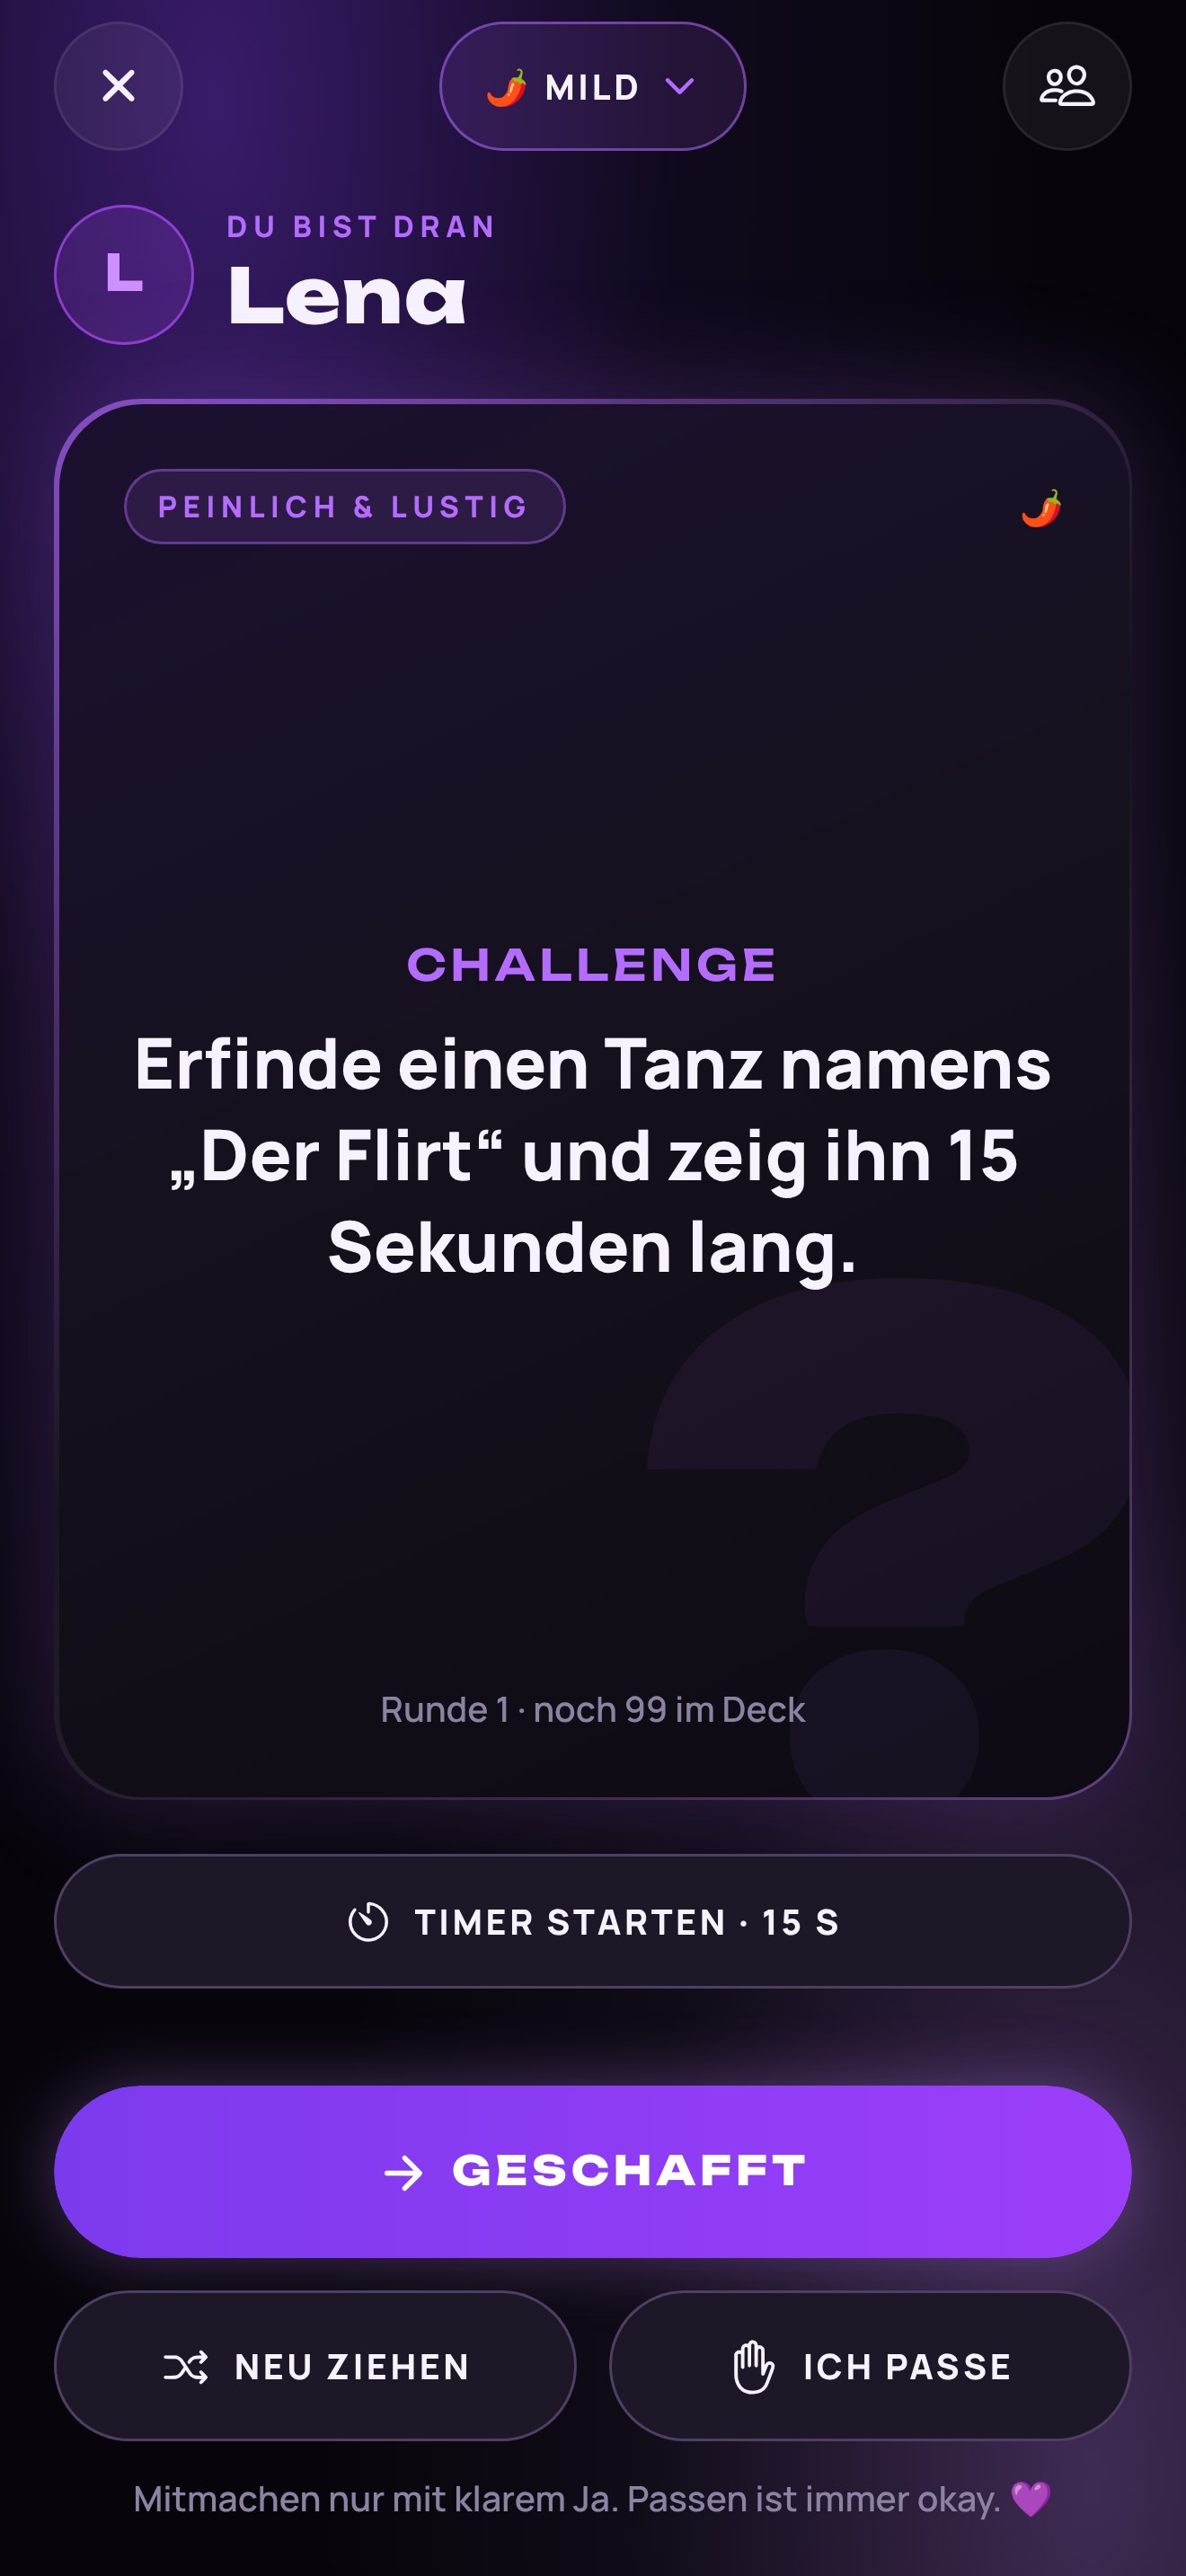 MILD
DU BIST DRAN
L
Lena
PEINLICH & LUSTIG
CHALLENGE
Erfinde einen Tanz namens
„Der Flirt“ und zeig ihn 15
Sekunden lang.
?
Runde 1 · noch 99 im Deck
TIMER STARTEN · 15 S
GESCHAFFT
NEU ZIEHEN
ICH PASSE
Mitmachen nur mit klarem Ja. Passen ist immer okay. 💜